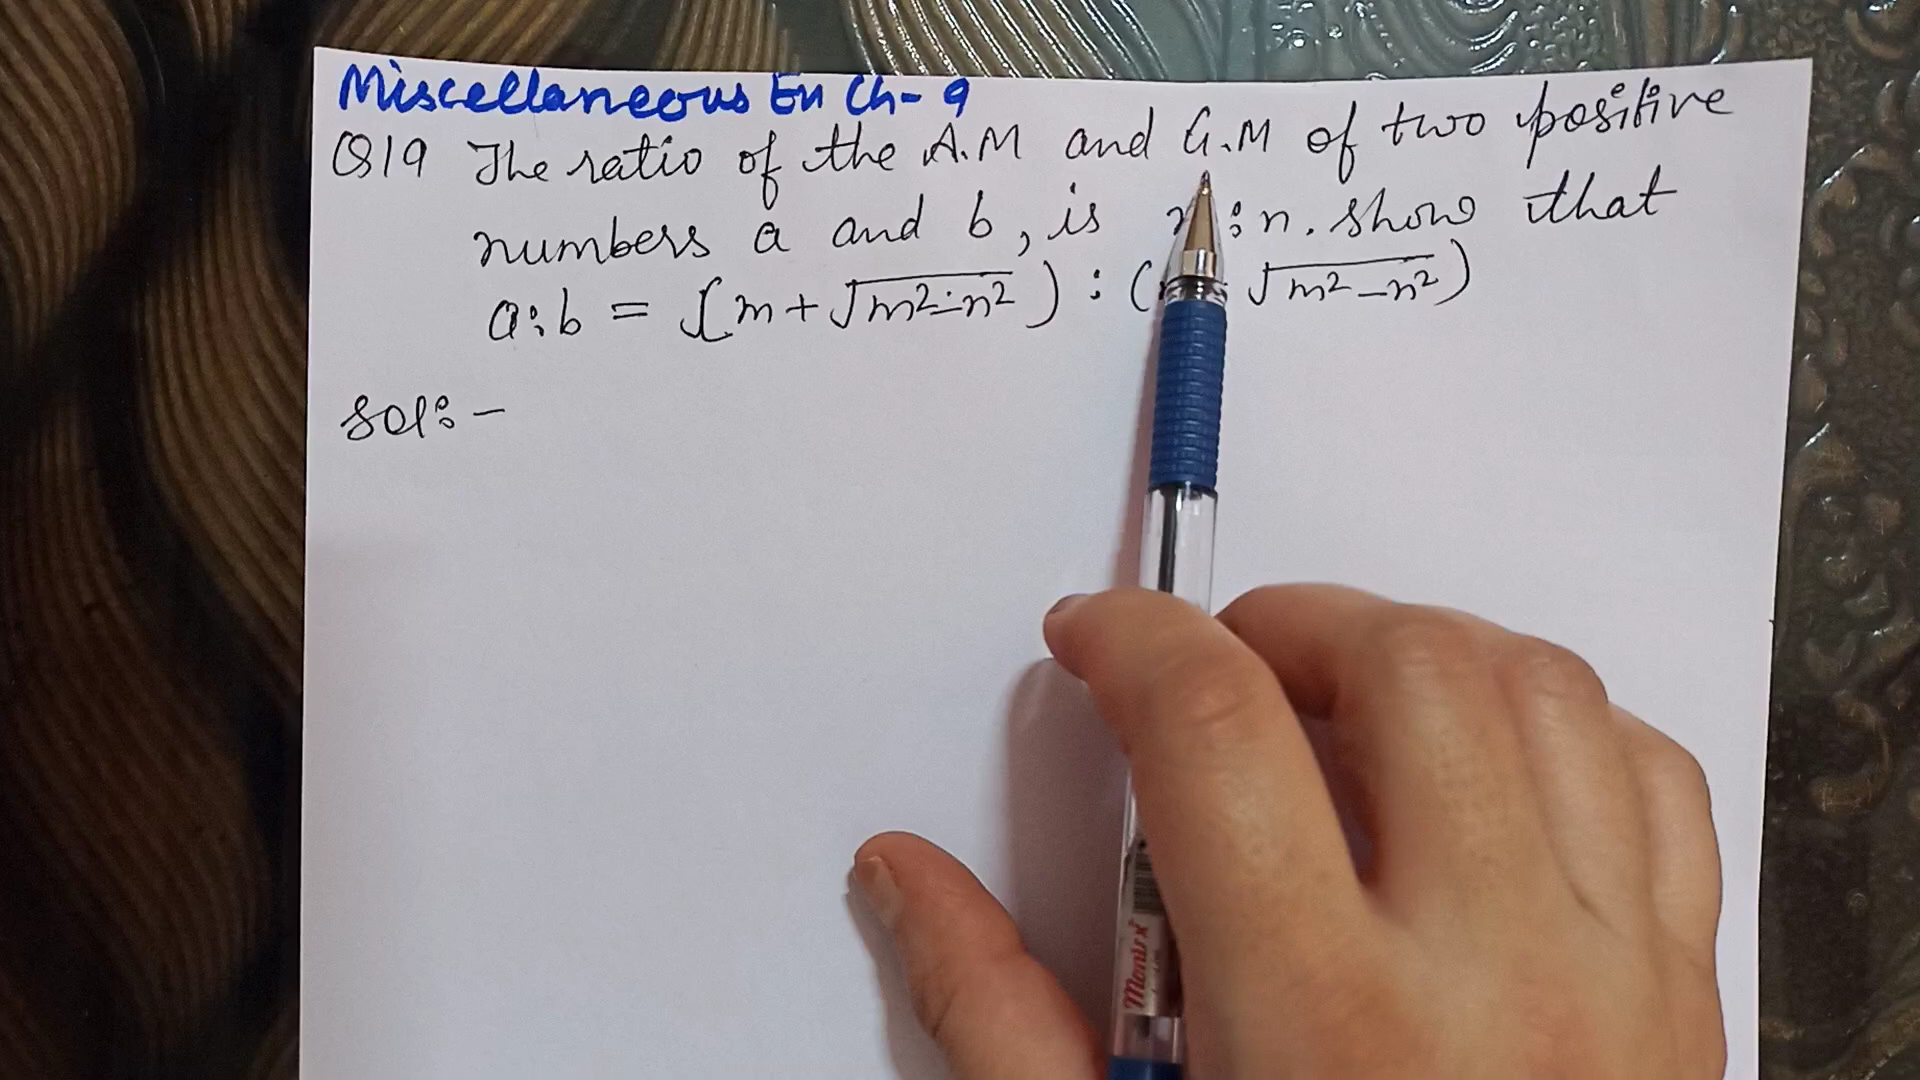 Miscellaneous Ex Ch- 9
Q19 The ratio of the A.M and G.M of two positive
numbers a and b, is : n. show that
a:b = (m+√m²-n²) : ( √m²-n²)
Sol:-
Montex